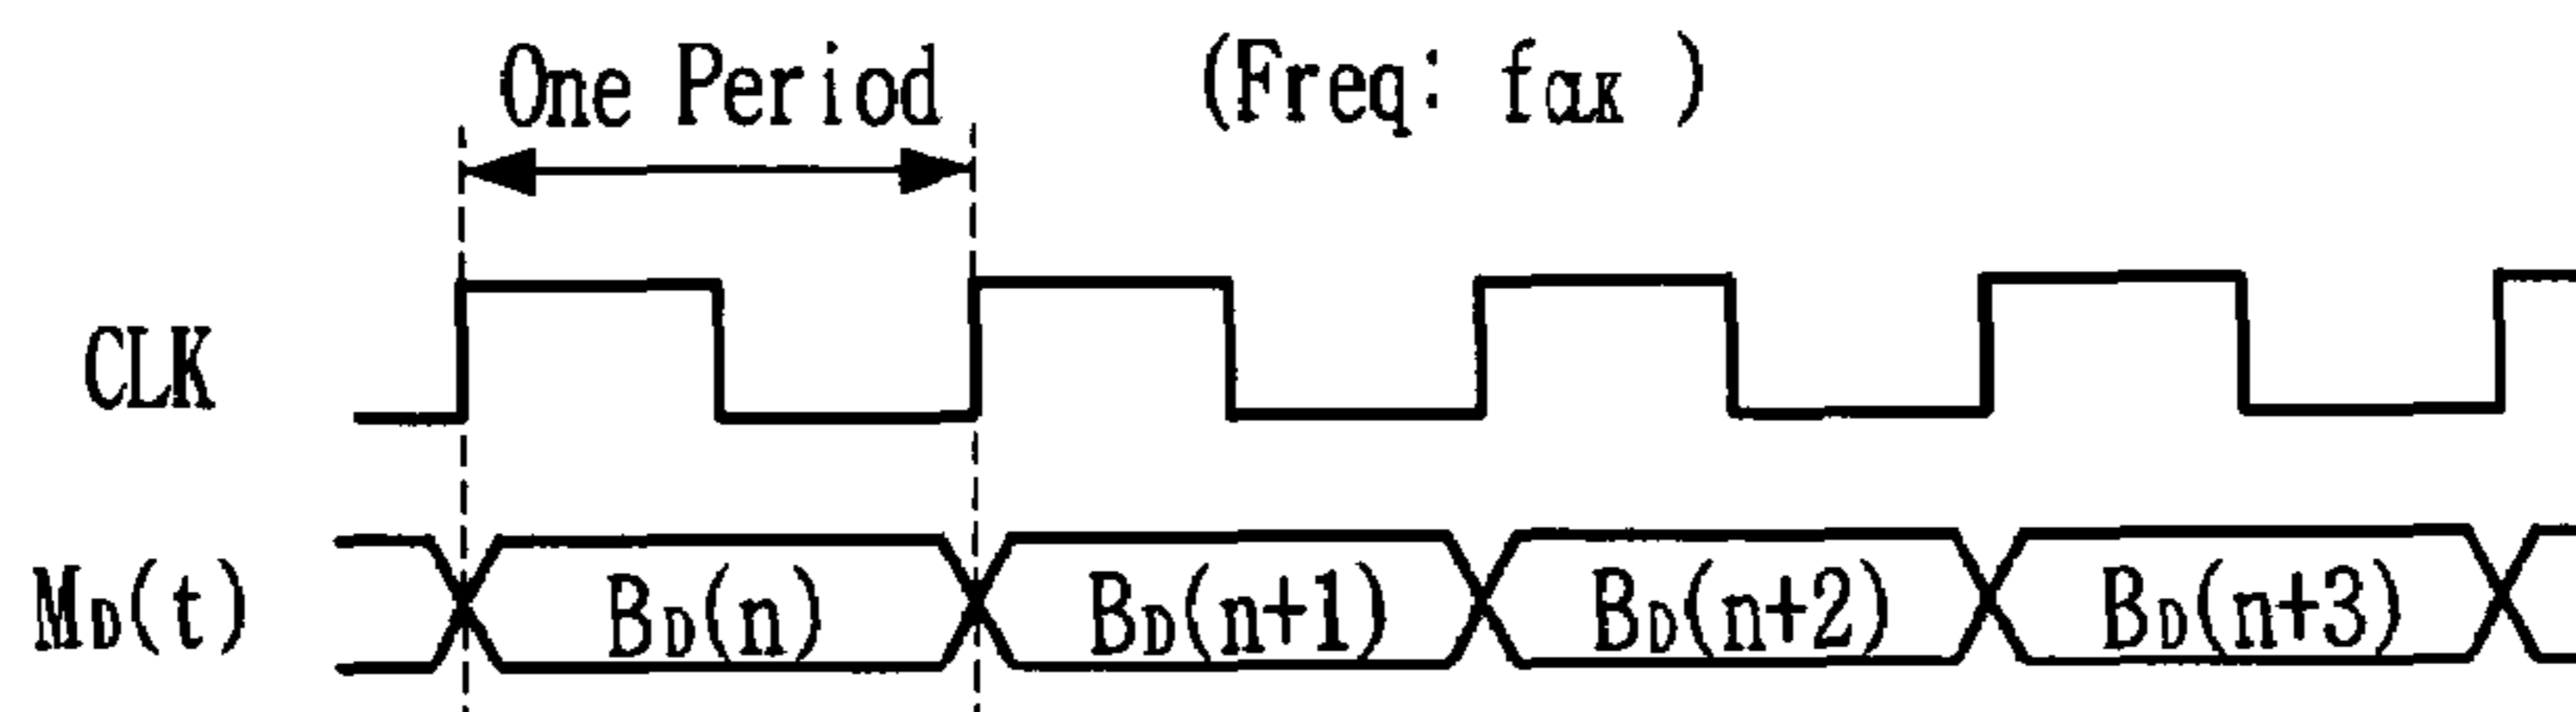 One Period (Freq: fCLK )
CLK
MD(t) BD(n) BD(n+1) BD(n+2) BD(n+3)